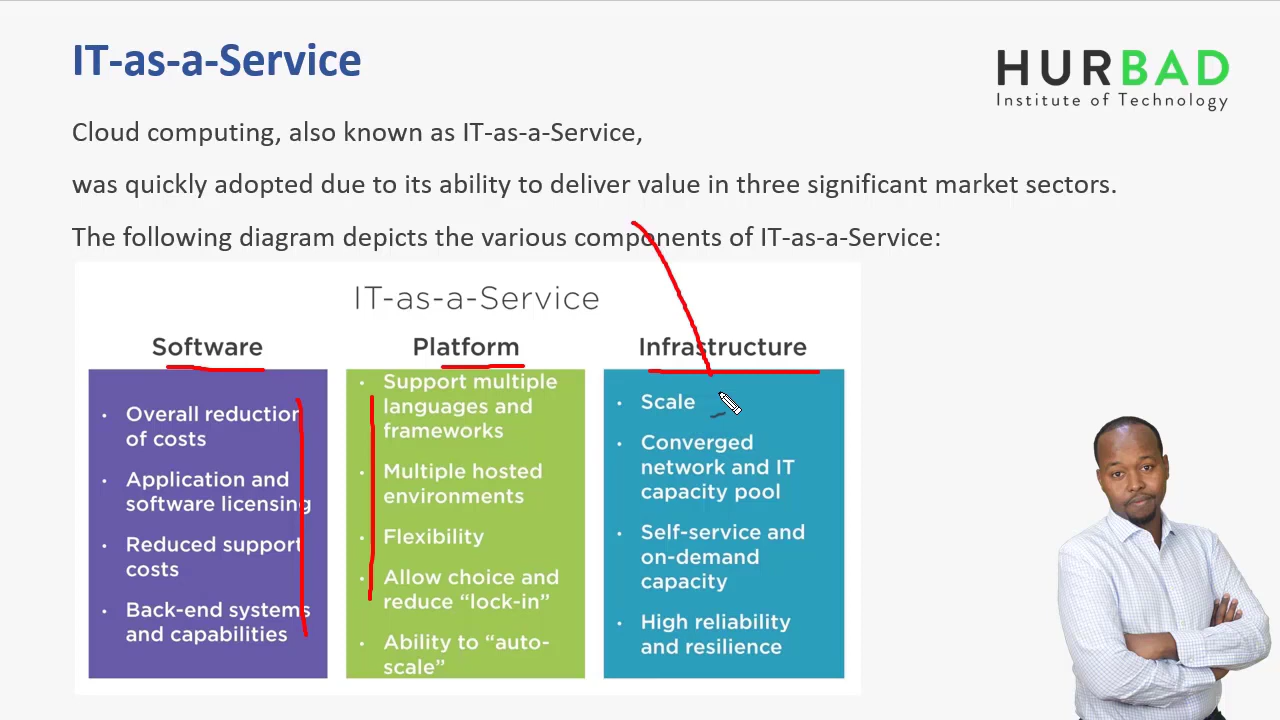 IT-as-a-Service
HURBAD
Institute of Technology
Cloud computing, also known as IT-as-a-Service,
was quickly adopted due to its ability to deliver value in three significant market sectors.
The following diagram depicts the various components of IT-as-a-Service:
IT-as-a-Service
Software
• Overall reduction
of costs
• Application and
software licensing
• Reduced support
costs
• Back-end systems
and capabilities
Platform
• Support multiple
languages and
frameworks
• Multiple hosted
environments
• Flexibility
• Allow choice and
reduce “lock-in”
• Ability to “auto-
scale”
Infrastructure
• Scale
• Converged
network and IT
capacity pool
• Self-service and
on-demand
capacity
• High reliability
and resilience